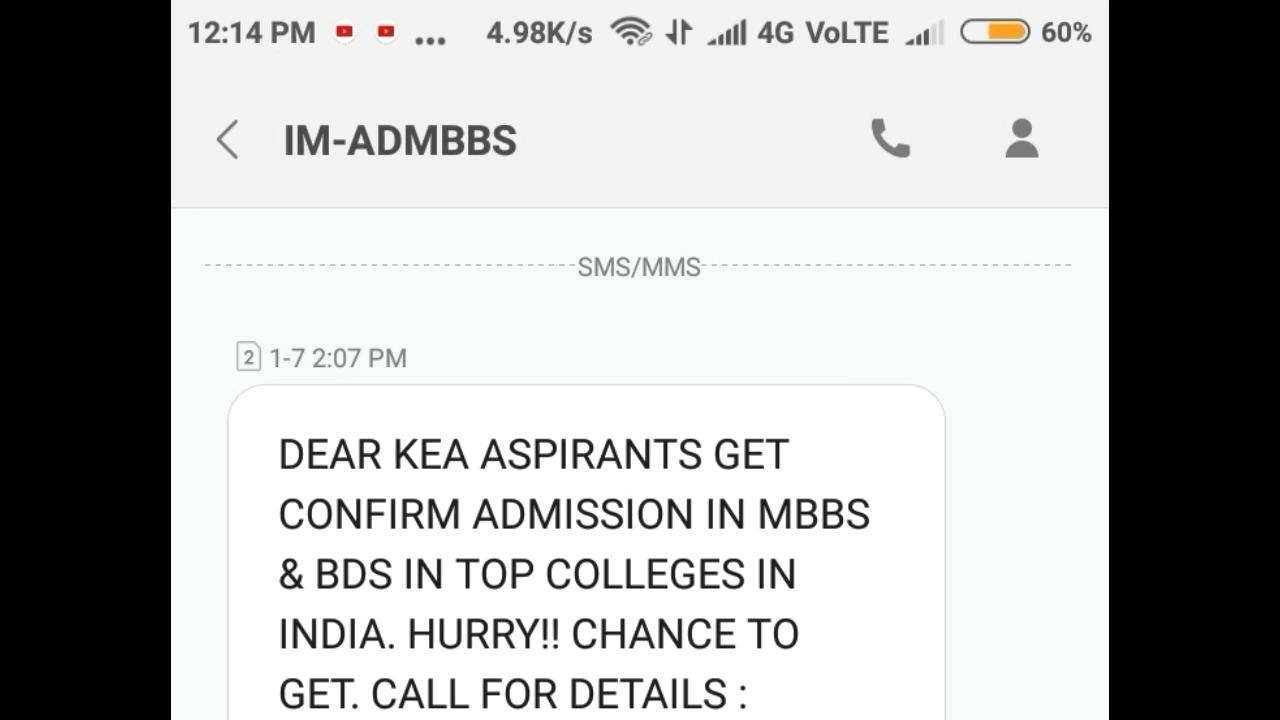 12:14 PM ... 4.98K/s 4G VoLTE 60%
IM-ADMBBS
SMS/MMS
2 1-7 2:07 PM
DEAR KEA ASPIRANTS GET
CONFIRM ADMISSION IN MBBS
& BDS IN TOP COLLEGES IN
INDIA. HURRY!! CHANCE TO
GET. CALL FOR DETAILS :